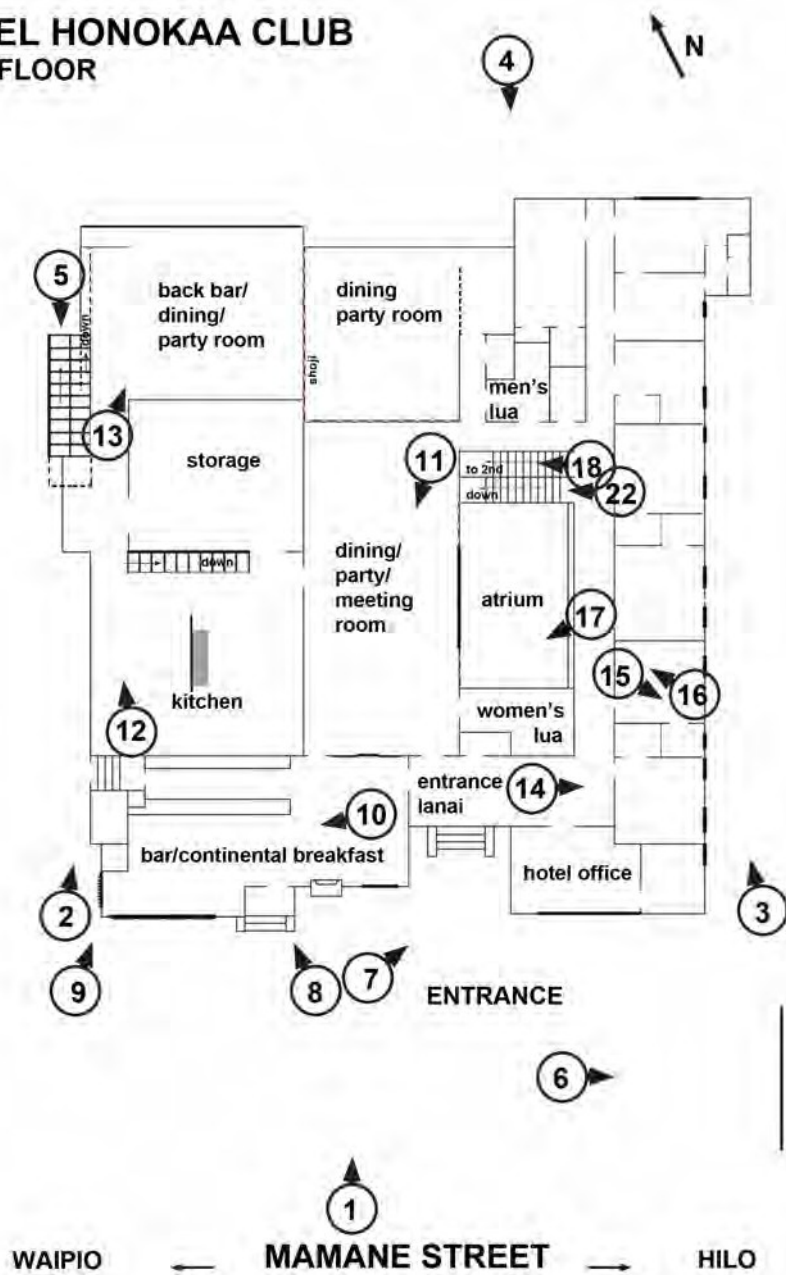 EL HONOKAA CLUB
FLOOR
N
4
5
down
back bar/
dining/
party room
dining
party room
shoji
men's
lua
13
storage
11
to 2nd
18
down
22
down
dining/
party/
meeting
room
atrium
17
15
16
kitchen
12
women's
lua
entrance
lanai
14
10
bar/continental breakfast
hotel office
2
3
9
8
7
ENTRANCE
6
1
WAIPIO
MAMANE STREET
HILO